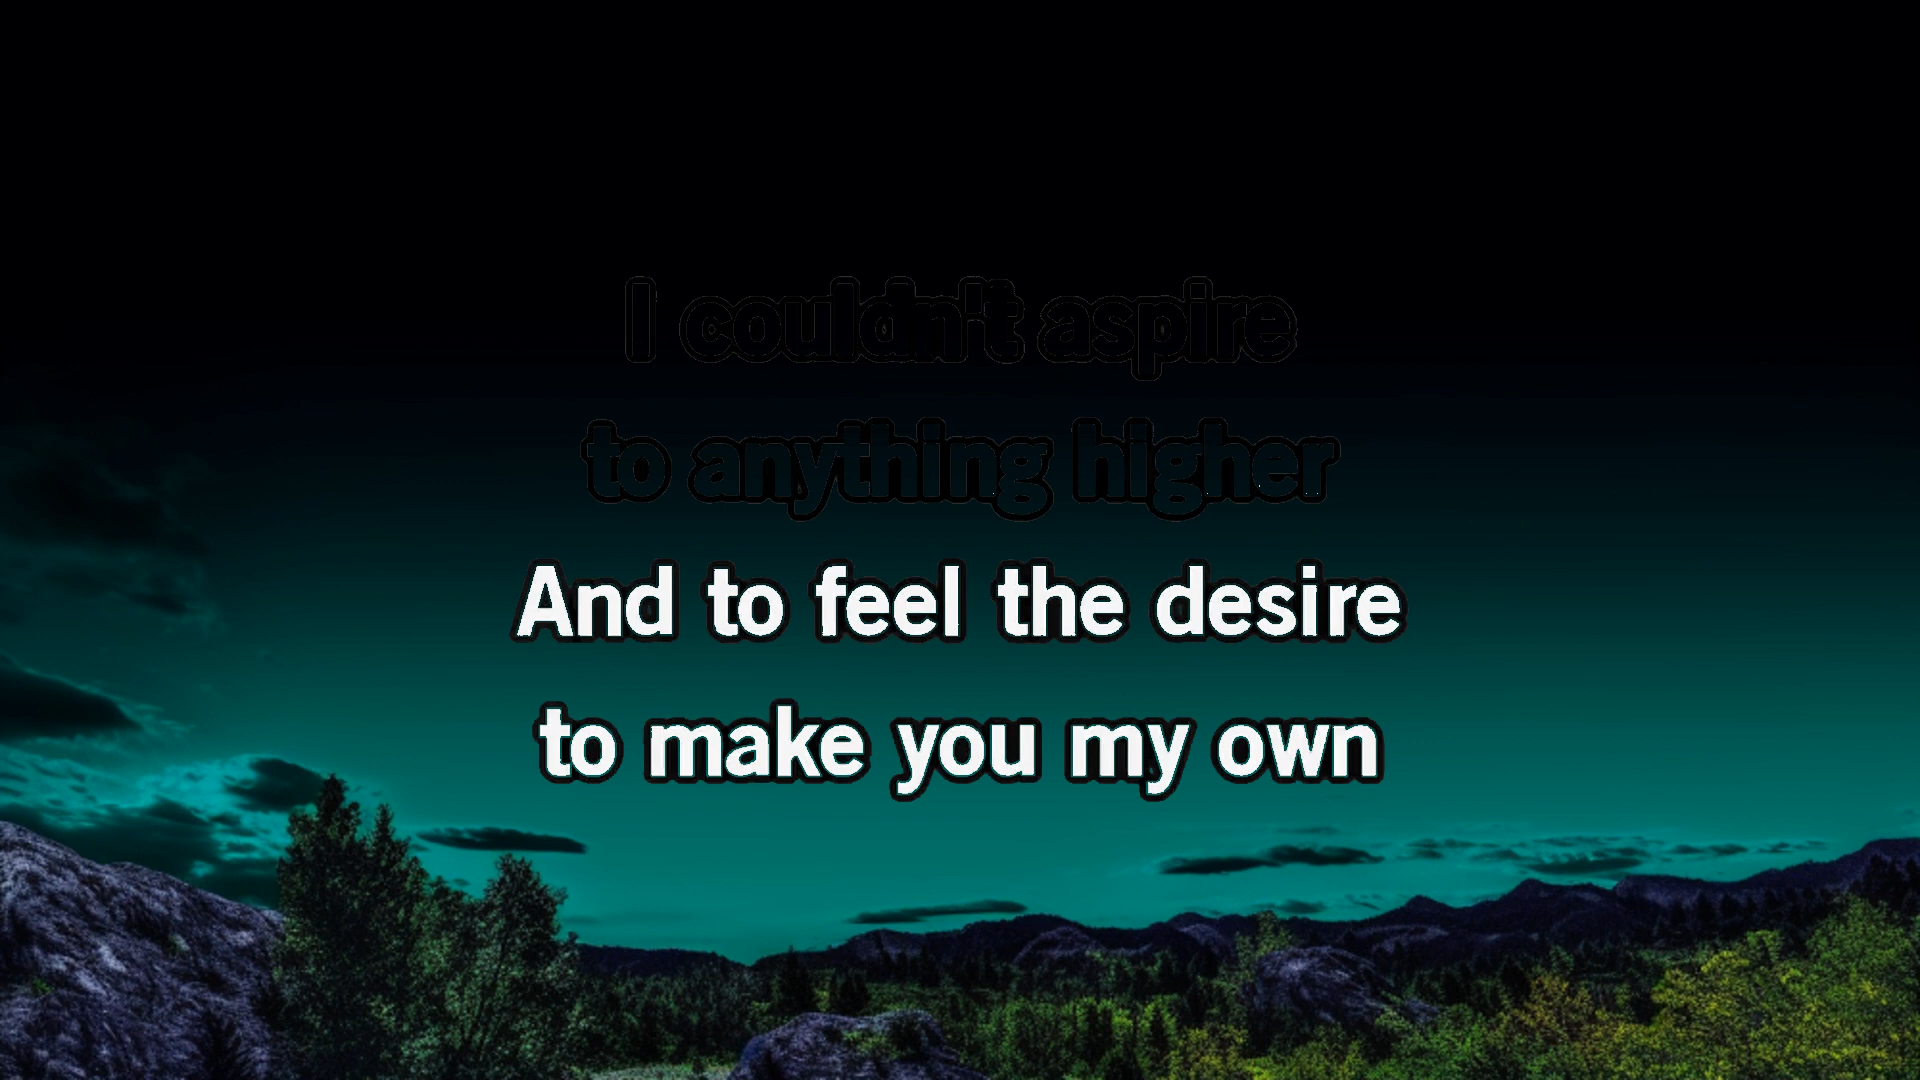 I couldn't aspire
to anything higher
And to feel the desire
to make you my own